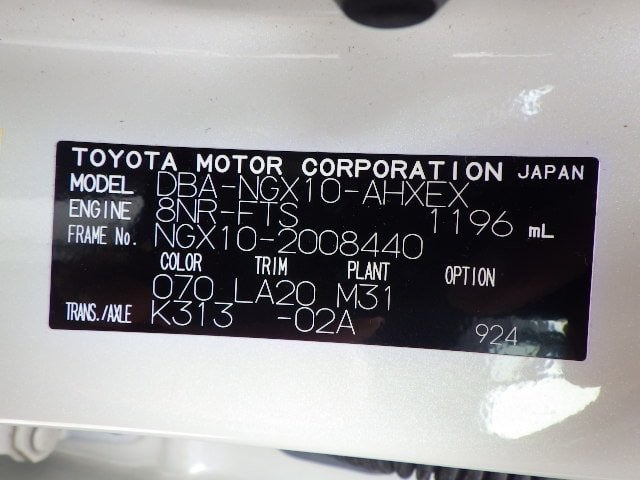 TOYOTA MOTOR CORPORATION JAPAN
MODEL DBA-NGX10-AHXEX
ENGINE 8NR-FTS 1196 mL
FRAME No. NGX10-2008440
COLOR TRIM PLANT OPTION
070 LA20 M31
TRANS./AXLE K313 -02A
924